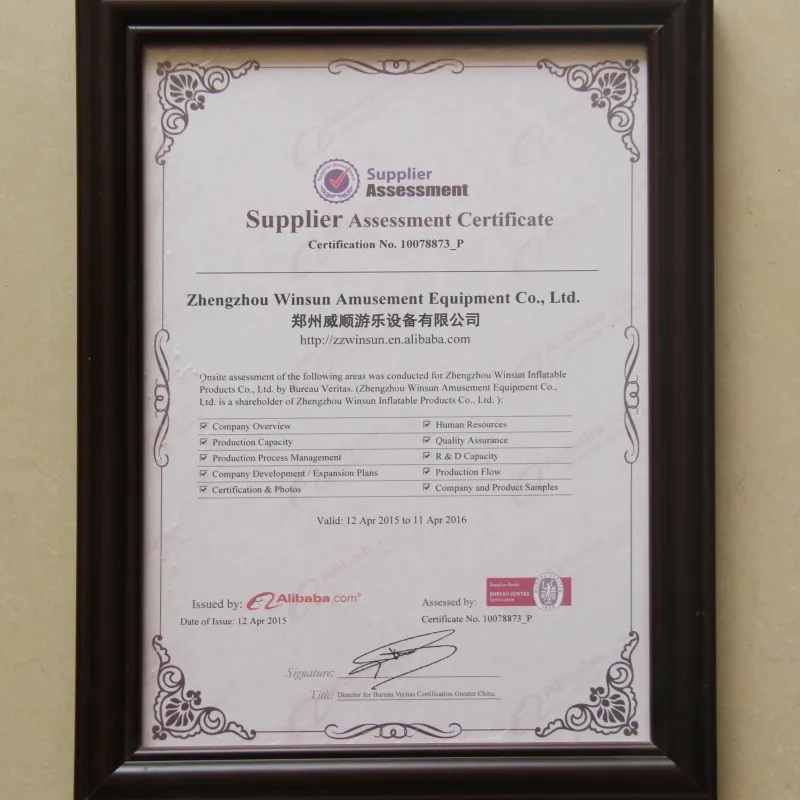 Supplier
Assessment
Supplier Assessment Certificate
Certification No. 10078873_P
Zhengzhou Winsun Amusement Equipment Co., Ltd.
郑州威顺游乐设备有限公司
http://zzwinsun.en.alibaba.com
Onsite assessment of the following areas was conducted for Zhengzhou Winsun Inflatable
Products Co., Ltd. by Bureau Veritas. (Zhengzhou Winsun Amusement Equipment Co.,
Ltd. is a shareholder of Zhengzhou Winsun Inflatable Products Co., Ltd. ):
Company Overview
Production Capacity
Production Process Management
Company Development / Expansion Plans
Certification & Photos
Human Resources
Quality Assurance
R & D Capacity
Production Flow
Company and Product Samples
Valid: 12 Apr 2015 to 11 Apr 2016
Issued by: Alibaba.com®
Date of Issue: 12 Apr 2015
Assessed by:
BUREAU VERITAS
Certificate No. 10078873_P
Signature:
Title: Director for Bureau Veritas Certification Greater China.